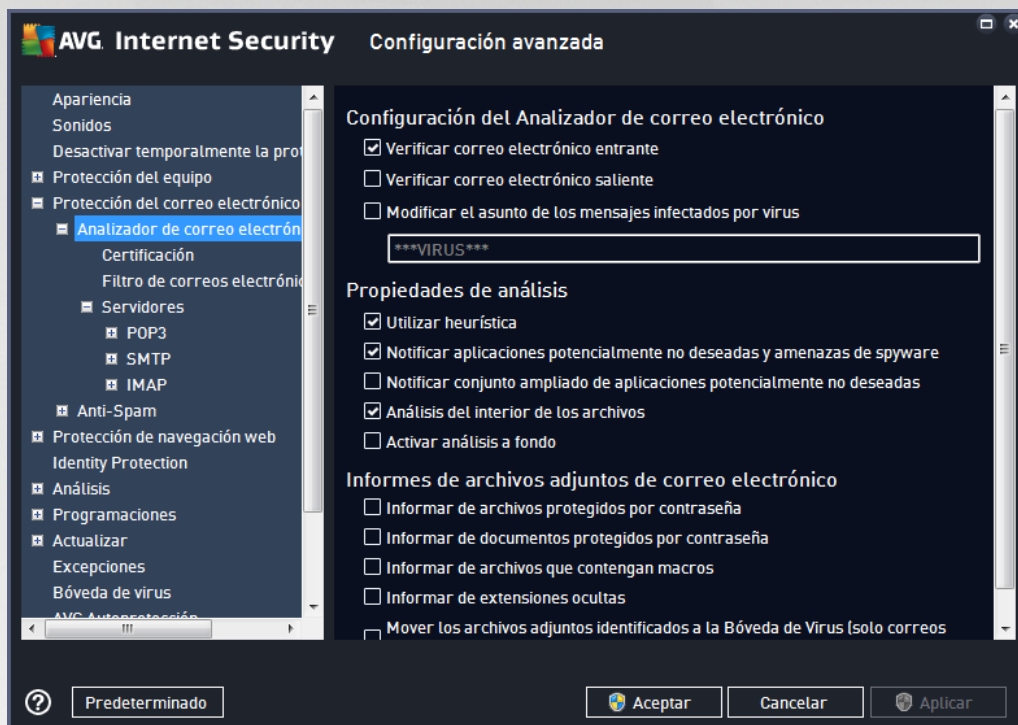 AVG Internet Security Configuración avanzada
Apariencia
Sonidos
Desactivar temporalmente la
Protección del equipo
Protección del correo electrónico
Analizador de correo
Certificación
Filtro de correos
Servidores
POP3
SMTP
IMAP
Anti-Spam
Protección de navegación web
Identity Protection
Análisis
Programaciones
Actualizar
Excepciones
Bóveda de virus
AVG Autoprotección
Configuración del Analizador de correo electrónico
Verificar correo electrónico entrante
Verificar correo electrónico saliente
Modificar el asunto de los mensajes infectados por virus
***VIRUS***
Propiedades de análisis
Utilizar heurística
Notificar aplicaciones potencialmente no deseadas y amenazas de spyware
Notificar conjunto ampliado de aplicaciones potencialmente no deseadas
Análisis del interior de los archivos
Activar análisis a fondo
Informes de archivos adjuntos de correo electrónico
Informar de archivos protegidos por contraseña
Informar de documentos protegidos por contraseña
Informar de archivos que contengan macros
Informar de extensiones ocultas
Mover los archivos adjuntos identificados a la Bóveda de Virus (solo correos
Predeterminado
Aceptar
Cancelar
Aplicar